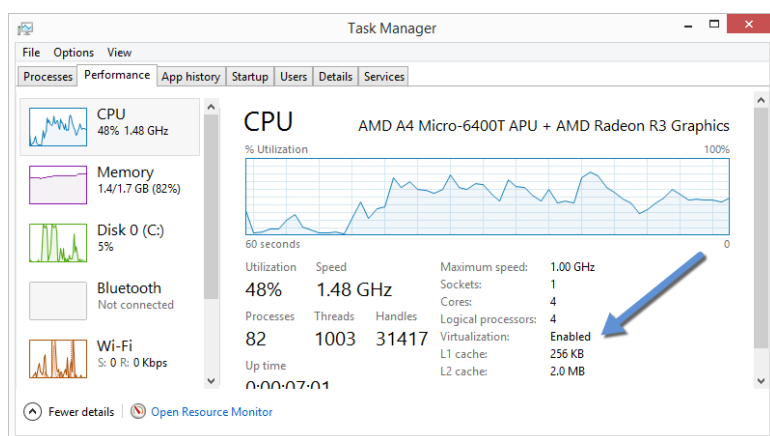 Task Manager
File Options View
Processes Performance App history Startup Users Details Services
CPU
48% 1.48 GHz
Memory
1.4/1.7 GB (82%)
Disk 0 (C:)
5%
Bluetooth
Not connected
Wi-Fi
S: 0 R: 0 Kbps
CPU AMD A4 Micro-6400T APU + AMD Radeon R3 Graphics
% Utilization 100%
60 seconds 0
Utilization Speed
48% 1.48 GHz
Processes Threads Handles
82 1003 31417
Up time
0:00:07:01
Maximum speed: 1.00 GHz
Sockets: 1
Cores: 4
Logical processors: 4
Virtualization: Enabled
L1 cache: 256 KB
L2 cache: 2.0 MB
Fewer details Open Resource Monitor